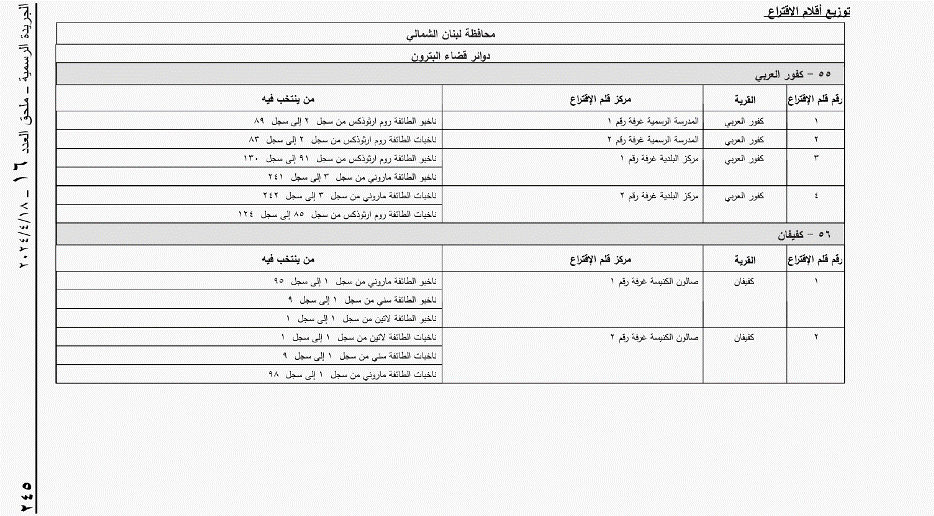 الجريدة الرسمية – ملحق العدد ١٦ – ٢٠٢٤/٤/١٨
توزيع أقلام الاقتراع
محافظة لبنان الشمالي
دوائر قضاء البترون
٥٥ - كفور العربي
رقم قلم الإقتراع القرية مركز قلم الإقتراع من ينتخب فيه
١ كفور العربي المدرسة الرسمية غرفة رقم ١ ناخبو الطائفة روم ارثوذكس من سجل ٢ إلى سجل ٨٩
٢ كفور العربي المدرسة الرسمية غرفة رقم ٢ ناخبات الطائفة روم ارثوذكس من سجل ٢ إلى سجل ٨٣
٣ كفور العربي مركز البلدية غرفة رقم ١ ناخبو الطائفة روم ارثوذكس من سجل ٩١ إلى سجل ١٣٠
ناخبو الطائفة ماروني من سجل ٣ إلى سجل ٢٤١
٤ كفور العربي مركز البلدية غرفة رقم ٢ ناخبات الطائفة ماروني من سجل ٣ إلى سجل ٢٤٢
ناخبات الطائفة روم ارثوذكس من سجل ٨٥ إلى سجل ١٢٤
٥٦ - كفيفان
رقم قلم الإقتراع القرية مركز قلم الإقتراع من ينتخب فيه
١ كفيفان صالون الكنيسة غرفة رقم ١ ناخبو الطائفة ماروني من سجل ١ إلى سجل ٩٥
ناخبو الطائفة سني من سجل ١ إلى سجل ٩
ناخبو الطائفة لاتين من سجل ١ إلى سجل ١
٢ كفيفان صالون الكنيسة غرفة رقم ٢ ناخبات الطائفة لاتين من سجل ١ إلى سجل ١
ناخبات الطائفة سني من سجل ١ إلى سجل ٩
ناخبات الطائفة ماروني من سجل ١ إلى سجل ٩٨
٢٤٥